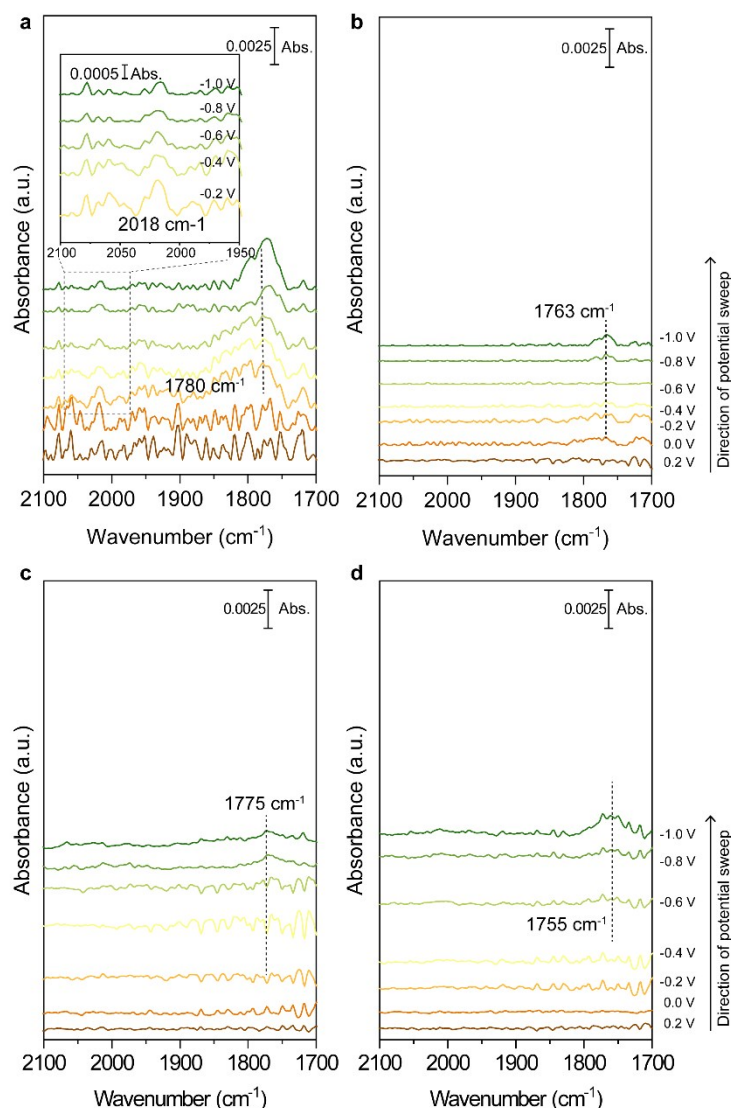 a
0.0025 Abs.
0.0005 Abs.
-1.0 V
-0.8 V
-0.6 V
-0.4 V
-0.2 V
2018 cm-1
2100 2050 2000 1950
1780 cm-1
Absorbance (a.u.)
2100 2000 1900 1800 1700
Wavenumber (cm-1)
b
0.0025 Abs.
1763 cm-1
-1.0 V
-0.8 V
-0.6 V
-0.4 V
-0.2 V
0.0 V
0.2 V
Absorbance (a.u.)
Direction of potential sweep
2100 2000 1900 1800 1700
Wavenumber (cm-1)
c
0.0025 Abs.
1775 cm-1
Absorbance (a.u.)
2100 2000 1900 1800 1700
Wavenumber (cm-1)
d
0.0025 Abs.
-1.0 V
-0.8 V
-0.6 V
1755 cm-1
-0.4 V
-0.2 V
0.0 V
0.2 V
Absorbance (a.u.)
Direction of potential sweep
2100 2000 1900 1800 1700
Wavenumber (cm-1)